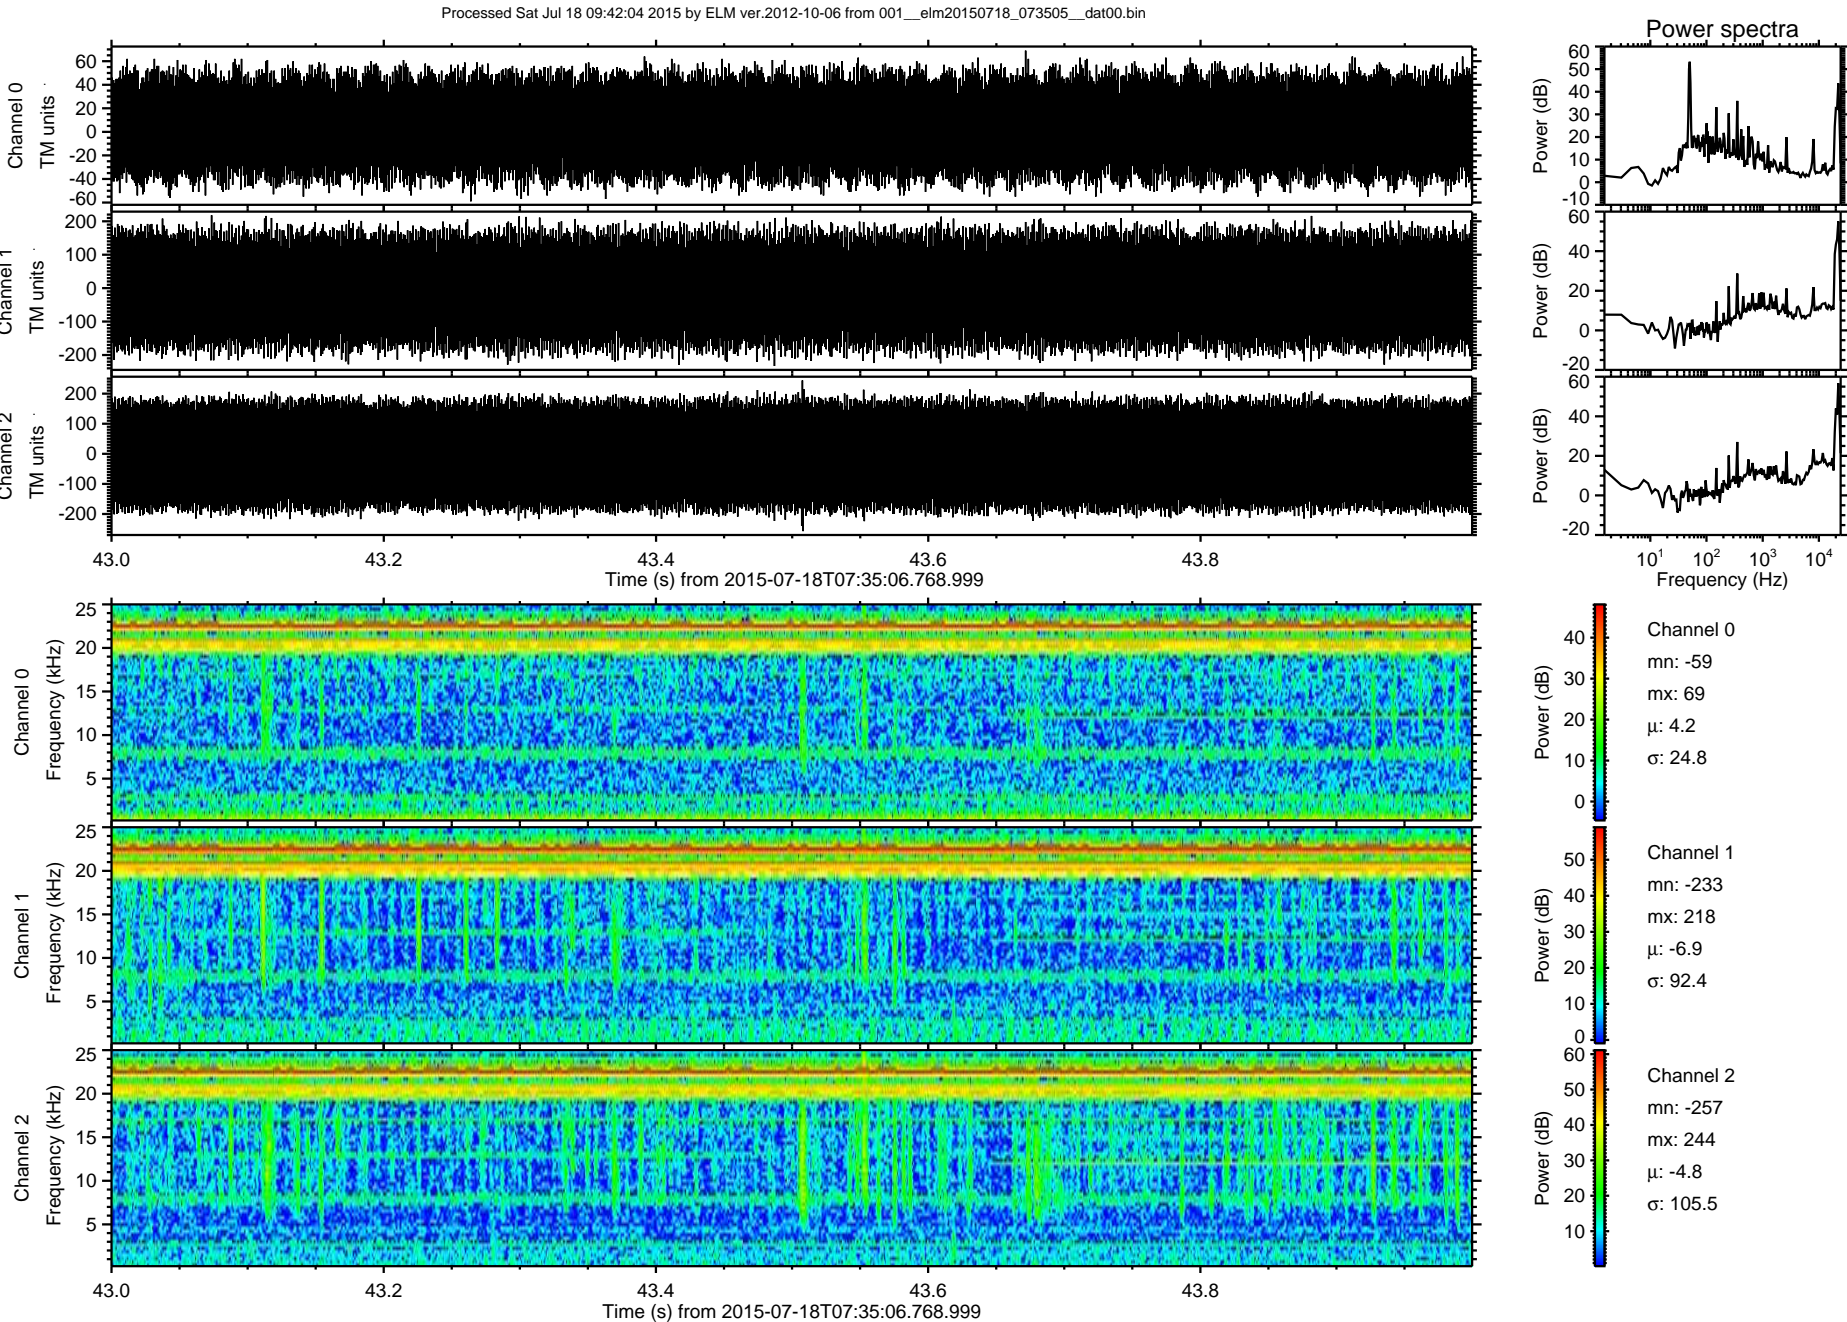 Processed Sat Jul 18 09:42:04 2015 by ELM ver.2012-10-06 from 001__elm20150718_073505__dat00.bin
Power spectra
Channel 0
TM units
60
40
20
0
-20
-40
-60
Power (dB)
60
50
40
30
20
10
0
-10
Channel 1
TM units
200
100
0
-100
-200
Power (dB)
60
40
20
0
-20
Channel 2
TM units
200
100
0
-100
-200
Power (dB)
60
40
20
0
-20
43.0 43.2 43.4 43.6 43.8
Time (s) from 2015-07-18T07:35:06.768.999
10¹ 10² 10³ 10⁴
Frequency (Hz)
Channel 0
Frequency (kHz)
25
20
15
10
5
Power (dB)
40
30
20
10
0
Channel 0
mn: -59
mx: 69
μ: 4.2
σ: 24.8
Channel 1
Frequency (kHz)
25
20
15
10
5
Power (dB)
50
40
30
20
10
0
Channel 1
mn: -233
mx: 218
μ: -6.9
σ: 92.4
Channel 2
Frequency (kHz)
25
20
15
10
5
Power (dB)
60
50
40
30
20
10
Channel 2
mn: -257
mx: 244
μ: -4.8
σ: 105.5
43.0 43.2 43.4 43.6 43.8
Time (s) from 2015-07-18T07:35:06.768.999